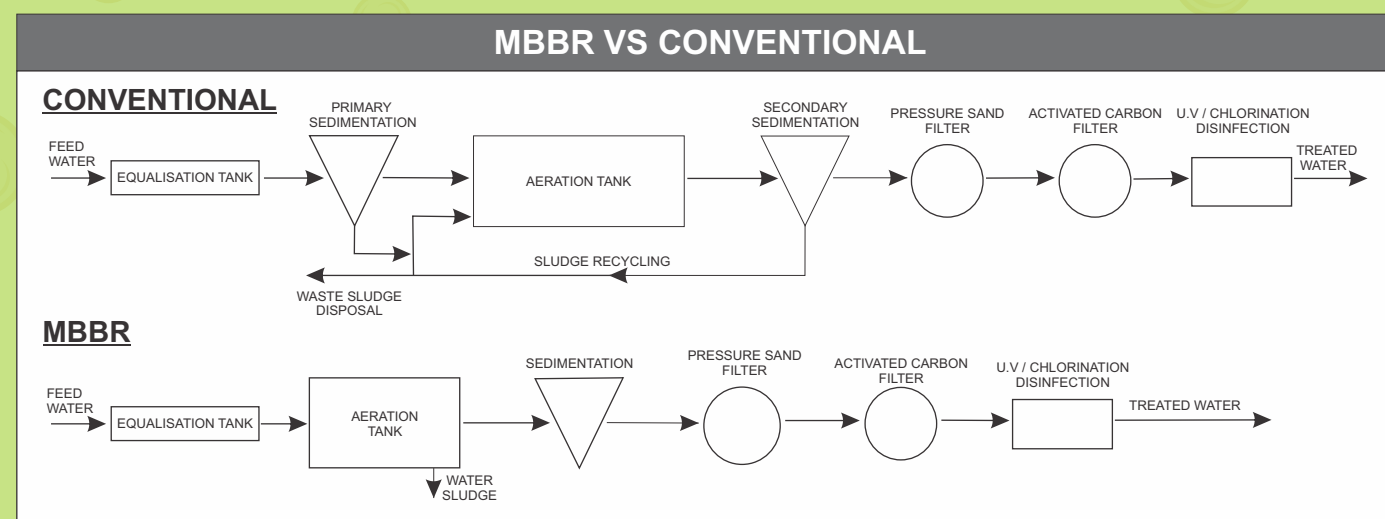 MBBR VS CONVENTIONAL
CONVENTIONAL
FEED
WATER
EQUALISATION TANK
PRIMARY
SEDIMENTATION
AERATION TANK
SECONDARY
SEDIMENTATION
PRESSURE SAND
FILTER
ACTIVATED CARBON
FILTER
U.V / CHLORINATION
DISINFECTION
TREATED
WATER
SLUDGE RECYCLING
WASTE SLUDGE
DISPOSAL
MBBR
FEED
WATER
EQUALISATION TANK
AERATION
TANK
WATER
SLUDGE
SEDIMENTATION
PRESSURE SAND
FILTER
ACTIVATED CARBON
FILTER
U.V / CHLORINATION
DISINFECTION
TREATED WATER